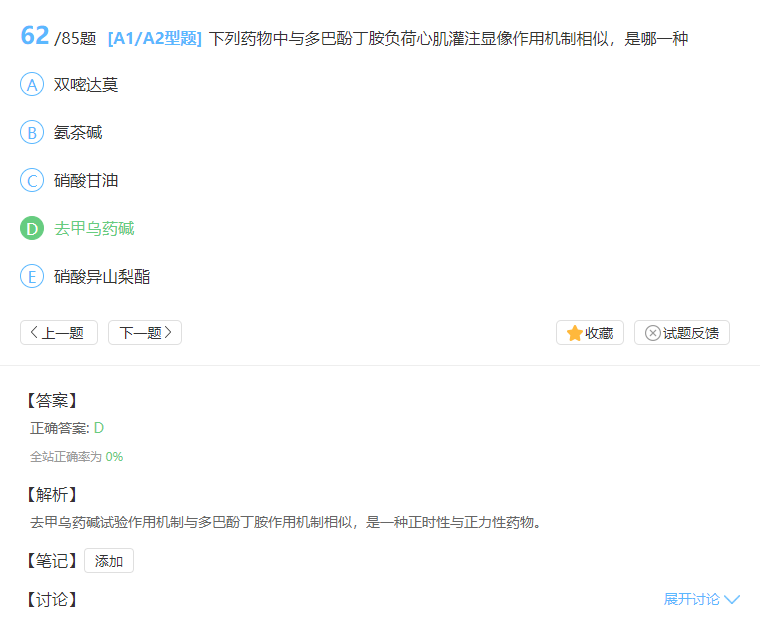 62 /85题 [A1/A2型题] 下列药物中与多巴酚丁胺负荷心肌灌注显像作用机制相似，是哪一种
A 双嘧达莫
B 氨茶碱
C 硝酸甘油
D 去甲乌药碱
E 硝酸异山梨酯
上一题 下一题 收藏 试题反馈
【答案】
正确答案: D
全站正确率为 0%
【解析】
去甲乌药碱试验作用机制与多巴酚丁胺作用机制相似，是一种正时性与正力性药物。
【笔记】 添加
【讨论】 展开讨论